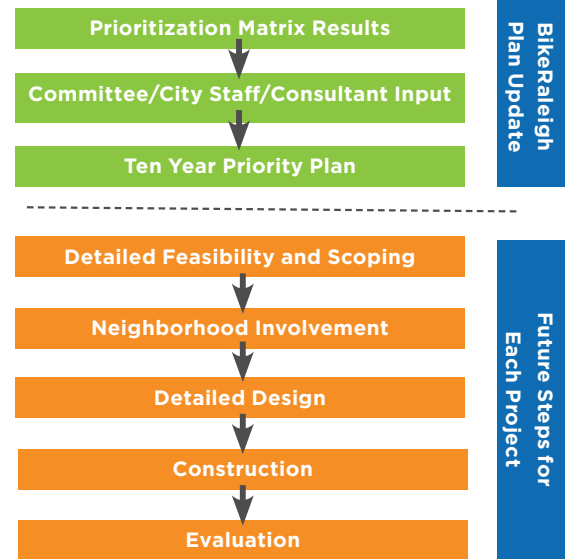 Prioritization Matrix Results
Committee/City Staff/Consultant Input
Ten Year Priority Plan
BikeRaleigh
Plan Update
Detailed Feasibility and Scoping
Neighborhood Involvement
Detailed Design
Construction
Evaluation
Future Steps for
Each Project